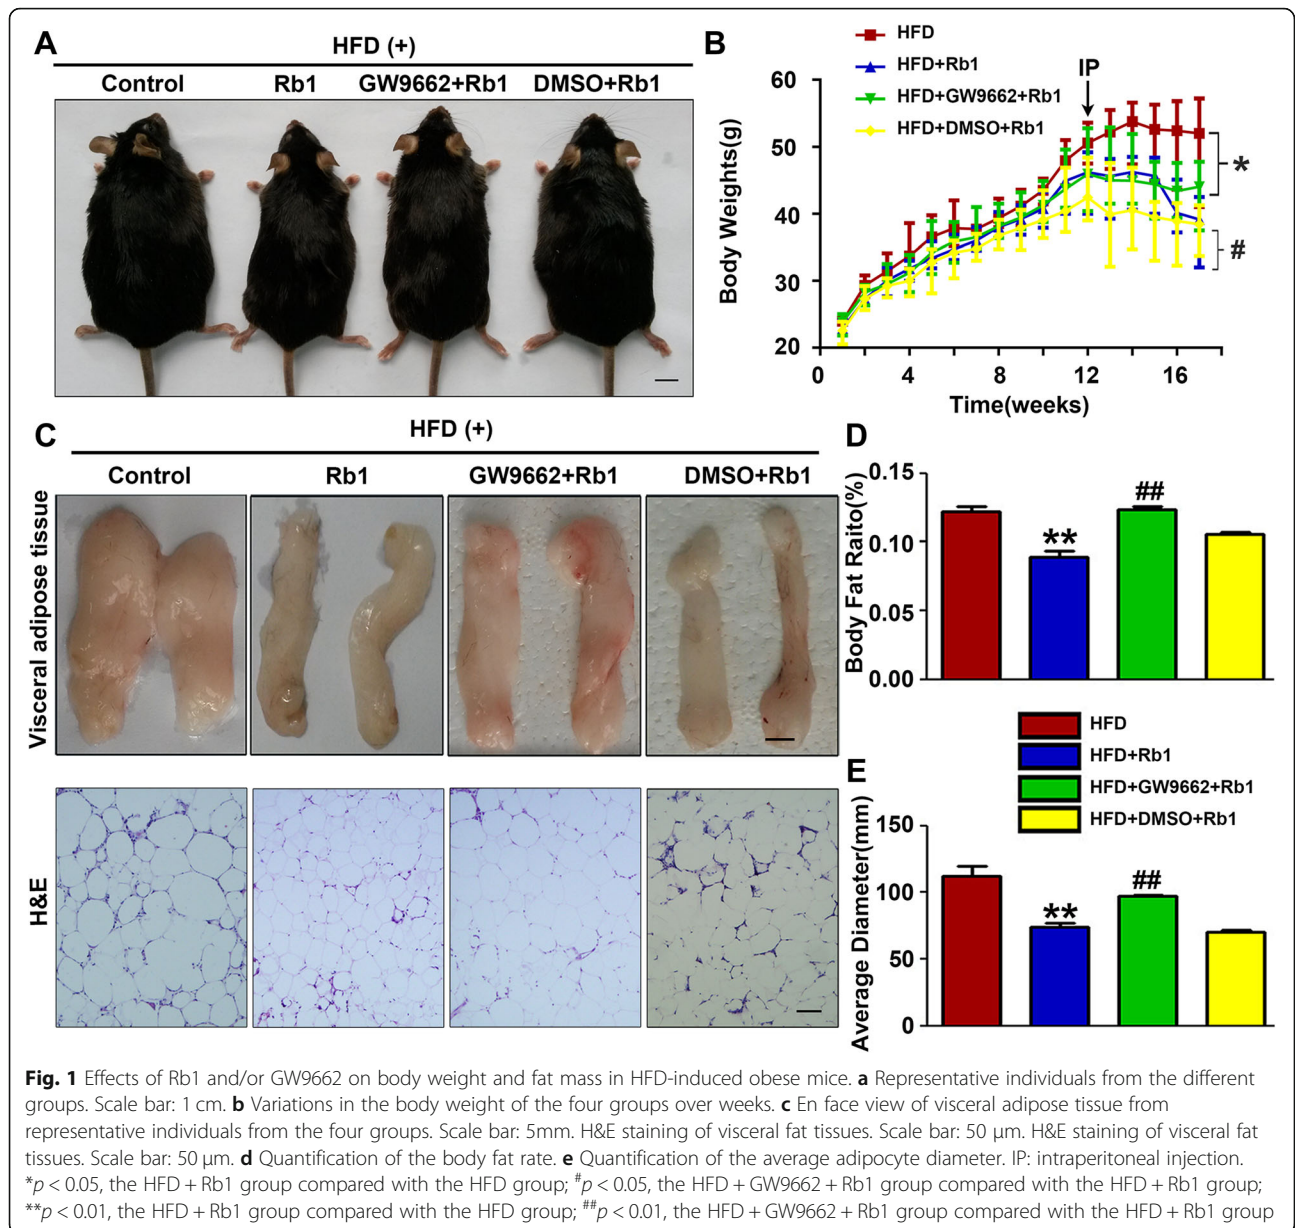 A
HFD (+)
Control Rb1 GW9662+Rb1 DMSO+Rb1
B
HFD
HFD+Rb1
HFD+GW9662+Rb1
HFD+DMSO+Rb1
IP
Body Weights(g)
60
50
40
30
20
0 4 8 12 16
Time(weeks)
*
#
C
HFD (+)
Control Rb1 GW9662+Rb1 DMSO+Rb1
Visceral adipose tissue
H&E
D
Body Fat Raito(%)
0.15
0.10
0.05
0.00
**
##
HFD
HFD+Rb1
HFD+GW9662+Rb1
HFD+DMSO+Rb1
E
Average Diameter(mm)
150
100
50
0
**
##
Fig. 1 Effects of Rb1 and/or GW9662 on body weight and fat mass in HFD-induced obese mice. a Representative individuals from the different
groups. Scale bar: 1 cm. b Variations in the body weight of the four groups over weeks. c En face view of visceral adipose tissue from
representative individuals from the four groups. Scale bar: 5mm. H&E staining of visceral fat tissues. Scale bar: 50 μm. H&E staining of visceral fat
tissues. Scale bar: 50 μm. d Quantification of the body fat rate. e Quantification of the average adipocyte diameter. IP: intraperitoneal injection.
*p < 0.05, the HFD + Rb1 group compared with the HFD group; #p < 0.05, the HFD + GW9662 + Rb1 group compared with the HFD + Rb1 group;
**p < 0.01, the HFD + Rb1 group compared with the HFD group; ##p < 0.01, the HFD + GW9662 + Rb1 group compared with the HFD + Rb1 group